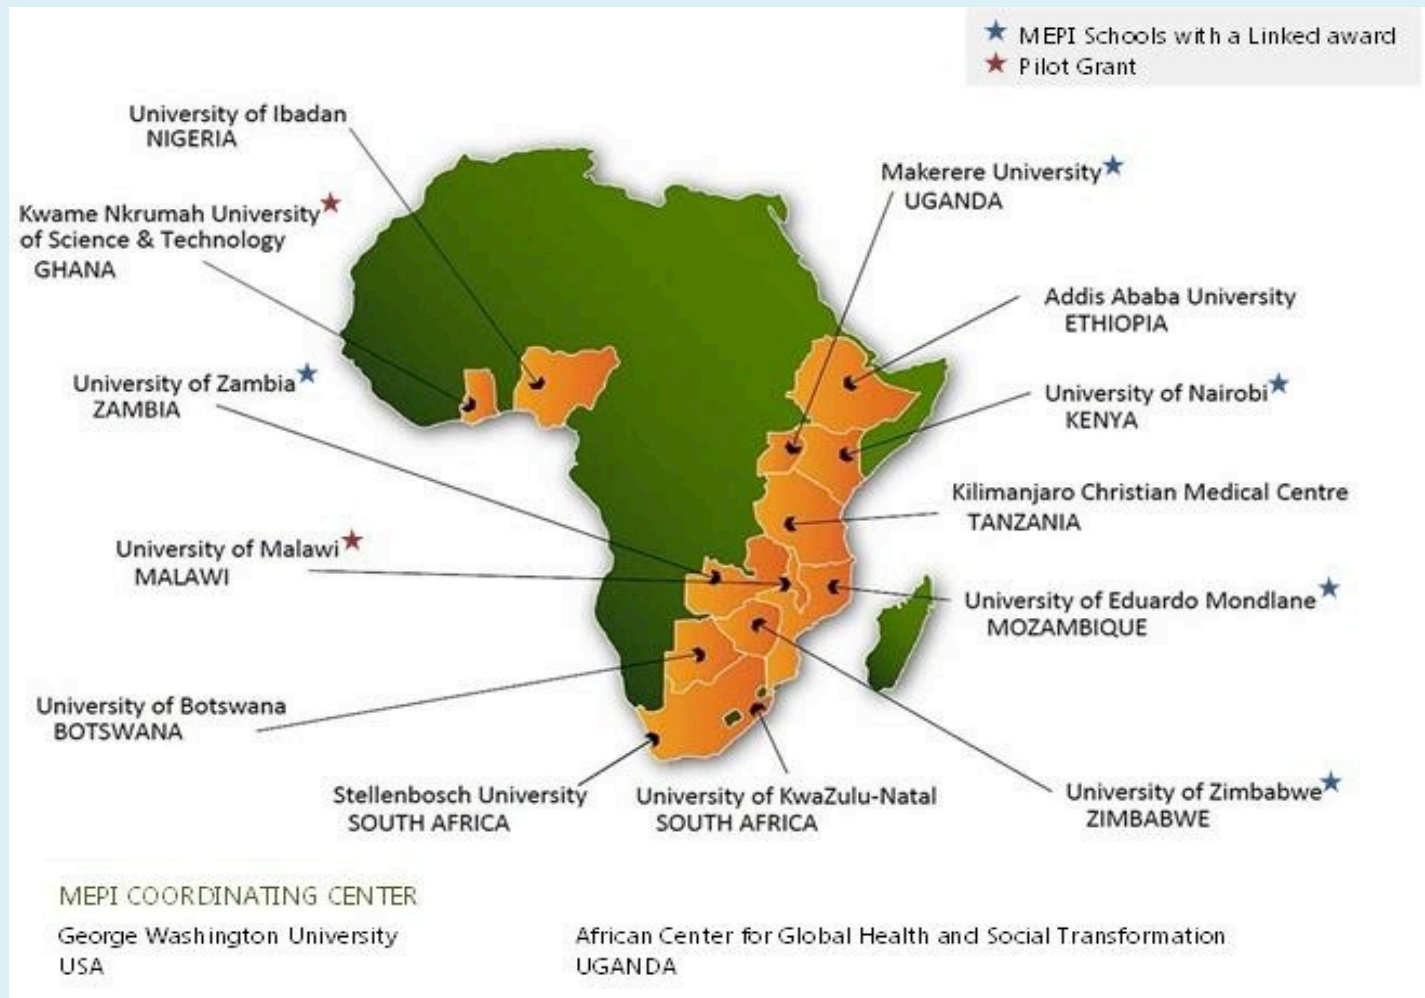 ★ MEPI Schools with a Linked award
★ Pilot Grant
University of Ibadan
NIGERIA
Kwame Nkrumah University★
of Science & Technology
GHANA
University of Zambia★
ZAMBIA
University of Malawi★
MALAWI
University of Botswana
BOTSWANA
Stellenbosch University
SOUTH AFRICA
University of KwaZulu-Natal
SOUTH AFRICA
Makerere University★
UGANDA
Addis Ababa University
ETHIOPIA
University of Nairobi★
KENYA
Kilimanjaro Christian Medical Centre
TANZANIA
University of Eduardo Mondlane★
MOZAMBIQUE
University of Zimbabwe★
ZIMBABWE
MEPI COORDINATING CENTER
George Washington University
USA
African Center for Global Health and Social Transformation
UGANDA